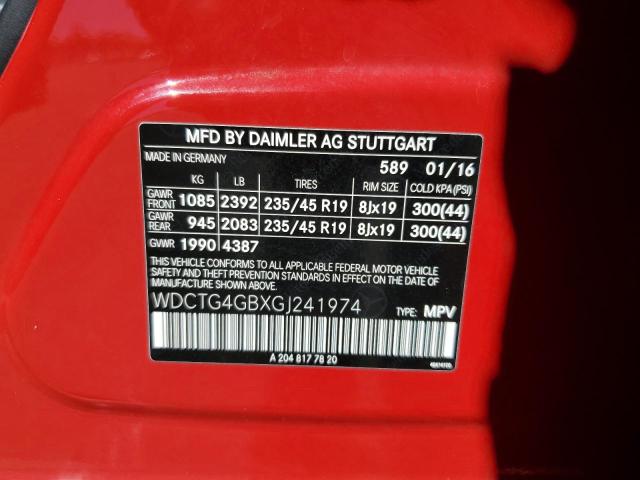 MFD BY DAIMLER AG STUTTGART
MADE IN GERMANY 589 01/16
KG LB TIRES RIM SIZE COLD KPA(PSI)
GAWR FRONT 1085 2392 235/45 R19 8Jx19 300(44)
GAWR REAR 945 2083 235/45 R19 8Jx19 300(44)
GVWR 1990 4387
THIS VEHICLE CONFORMS TO ALL APPLICABLE FEDERAL MOTOR VEHICLE
SAFETY AND THEFT PREVENTION STANDARDS IN EFFECT ON THE DATE
OF MANUFACTURE SHOWN ABOVE.
WDCTG4GBXGJ241974
TYPE: MPV
A 204 817 78 20